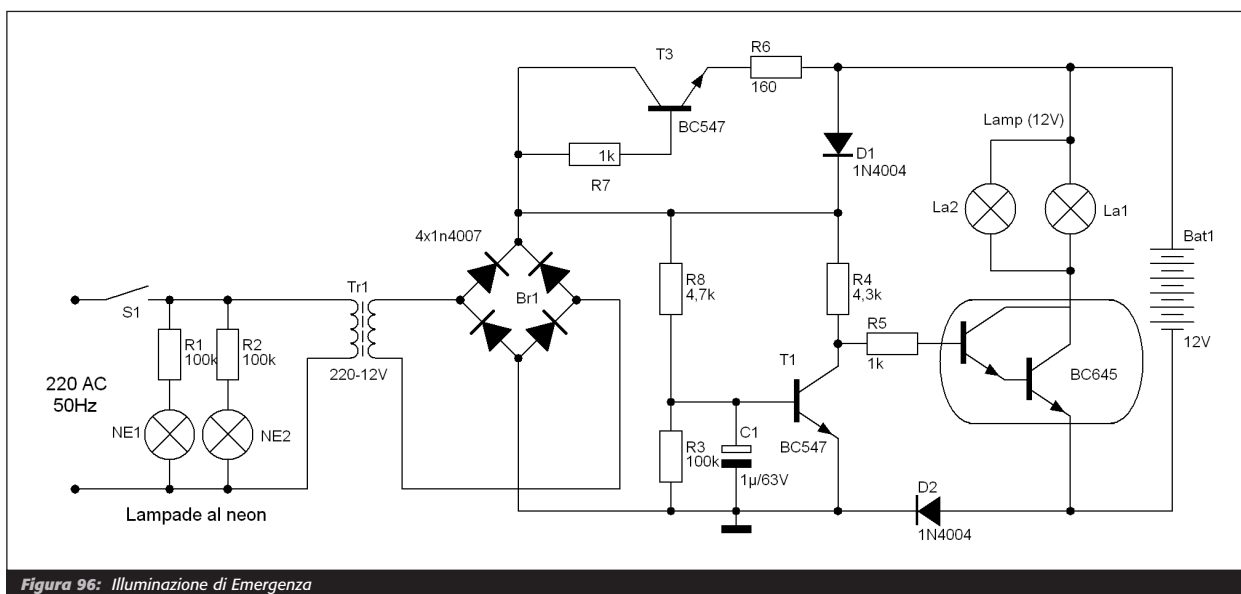 T3
R6
160
BC547
1k
R7
D1
1N4004
Lamp (12V)
La2
La1
Bat1
12V
4x1n4007
Br1
R8
4,7k
R4
4,3k
R5
1k
S1
Tr1
R1
100k
R2
100k
220-12V
220 AC
50Hz
NE1
NE2
R3
100k
C1
1µ/63V
T1
BC547
BC645
D2
1N4004
Lampade al neon
Figura 96: Illuminazione di Emergenza